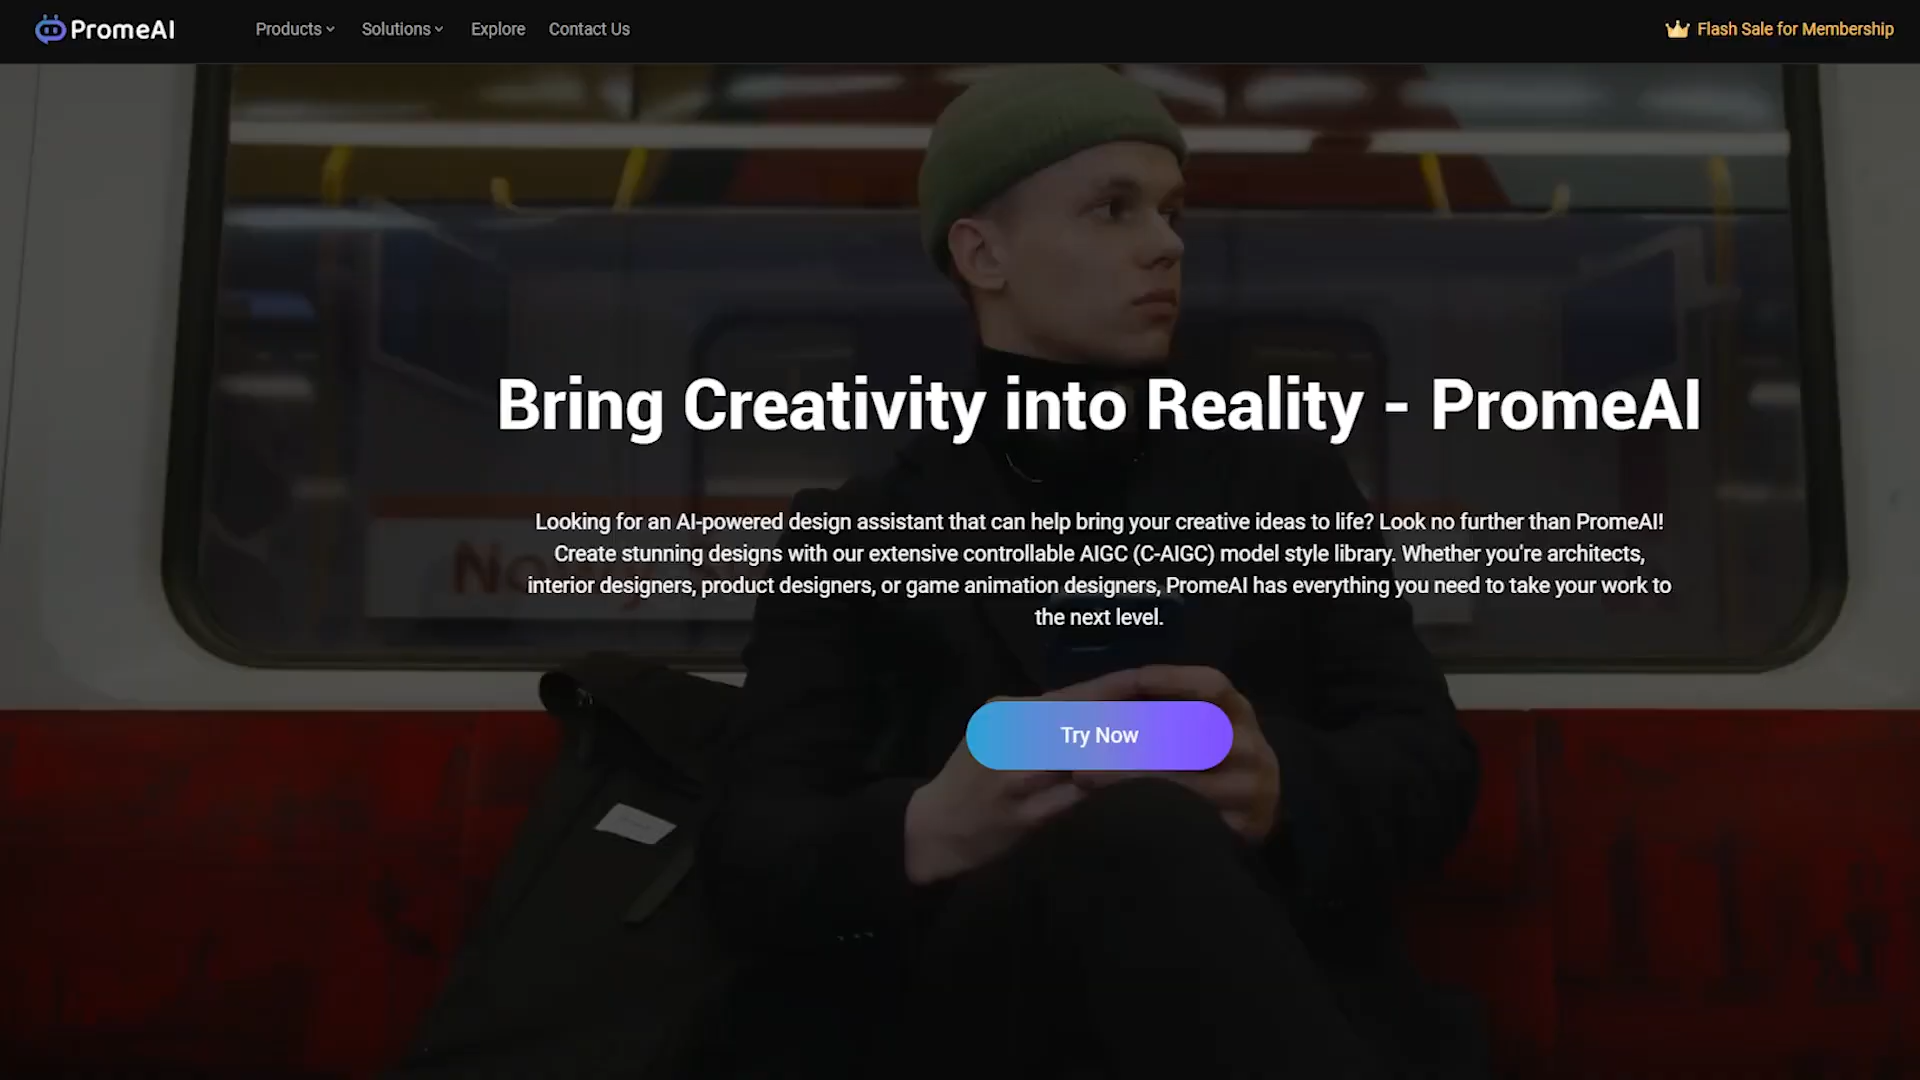 PromeAI
Products
Solutions
Explore
Contact Us
Flash Sale for Membership
Bring Creativity into Reality - PromeAI
Looking for an AI-powered design assistant that can help bring your creative ideas to life? Look no further than PromeAI!
Create stunning designs with our extensive controllable AIGC (C-AIGC) model style library. Whether you're architects,
interior designers, product designers, or game animation designers, PromeAI has everything you need to take your work to
the next level.
Try Now